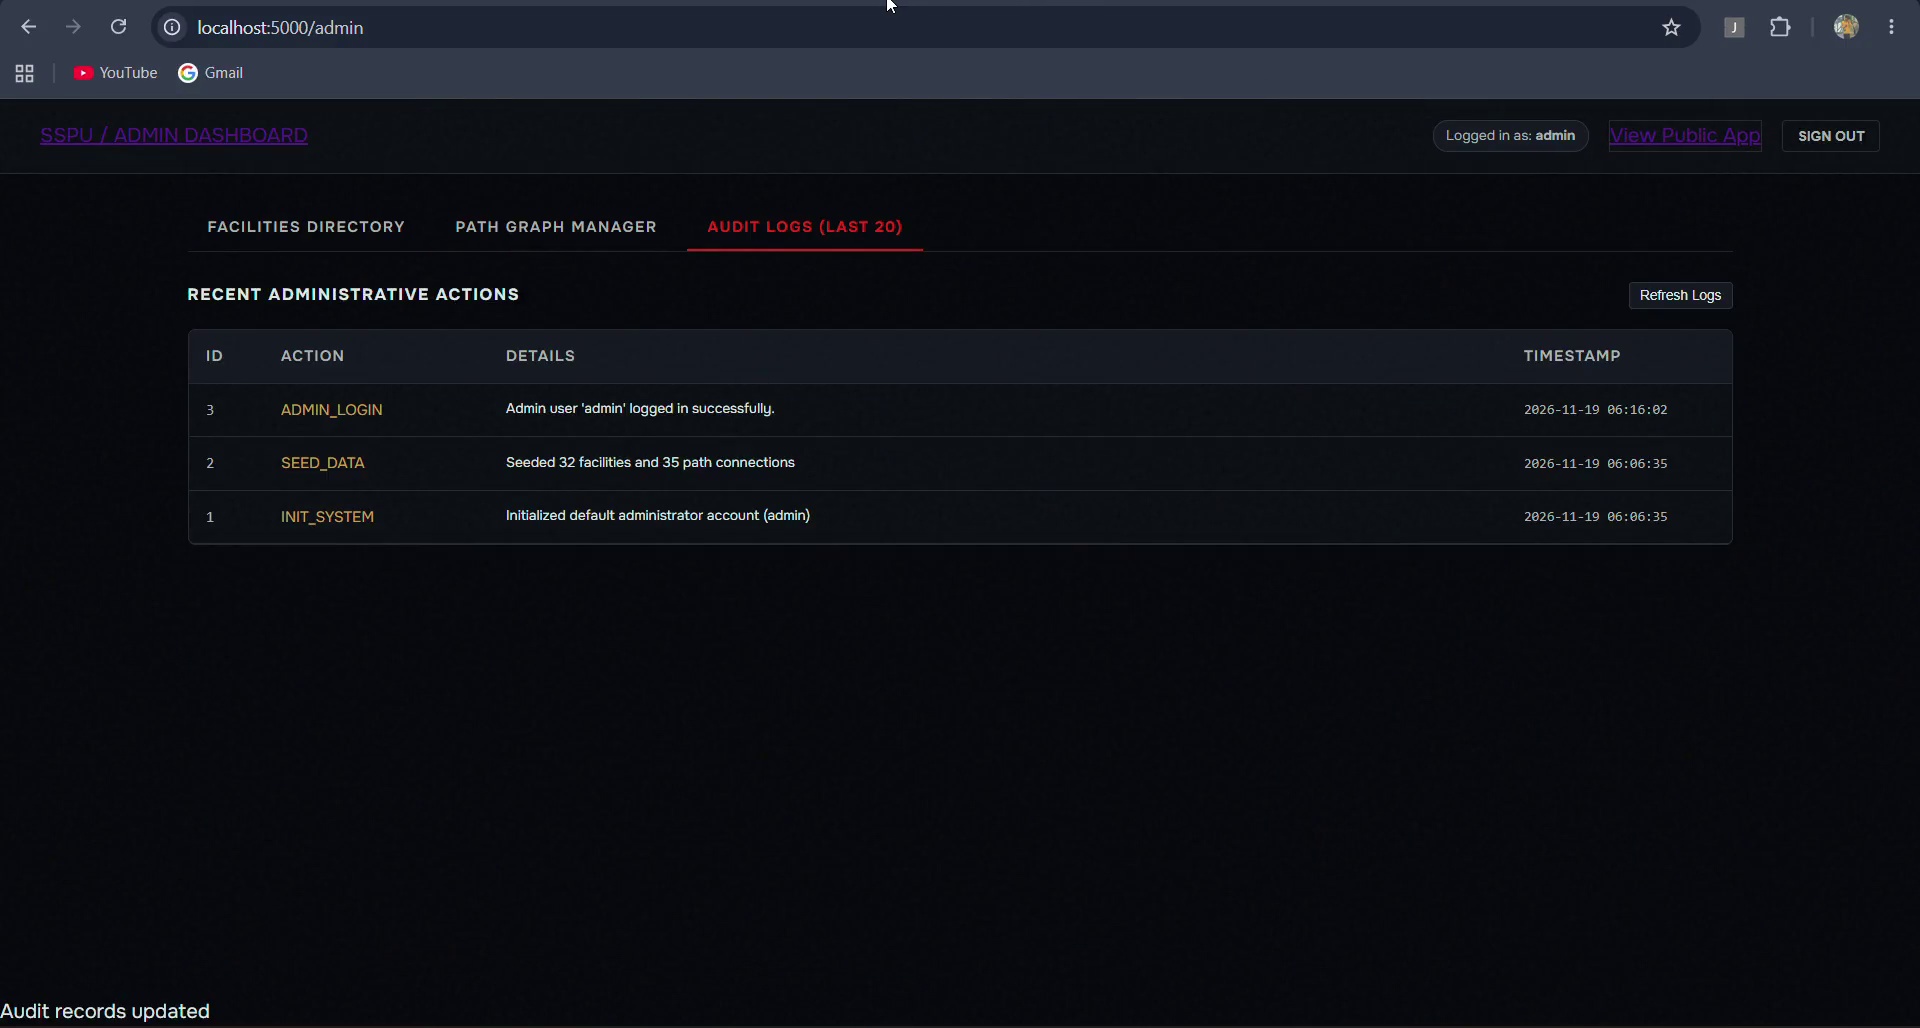 localhost:5000/admin
J
YouTube
Gmail
SSPU / ADMIN DASHBOARD
Logged in as: admin
View Public App
SIGN OUT
FACILITIES DIRECTORY
PATH GRAPH MANAGER
AUDIT LOGS (LAST 20)
RECENT ADMINISTRATIVE ACTIONS
Refresh Logs
ID ACTION DETAILS TIMESTAMP
3 ADMIN_LOGIN Admin user 'admin' logged in successfully. 2026-11-19 06:16:02
2 SEED_DATA Seeded 32 facilities and 35 path connections 2026-11-19 06:06:35
1 INIT_SYSTEM Initialized default administrator account (admin) 2026-11-19 06:06:35
Audit records updated